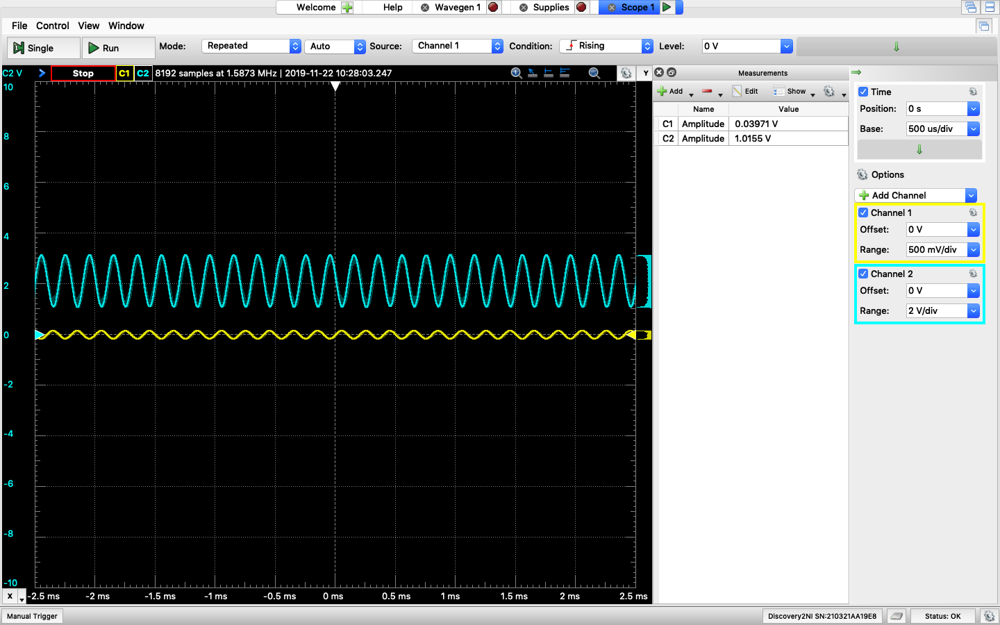 Welcome Help Wavegen 1 Supplies Scope 1
File Control View Window
Single Run Mode: Repeated Auto Source: Channel 1 Condition: Rising Level: 0 V
C2 V Stop C1 C2 8192 samples at 1.5873 MHz | 2019-11-22 10:28:03.247 Y
10
8
6
4
2
0
-2
-4
-6
-8
-10
X -2.5 ms -2 ms -1.5 ms -1 ms -0.5 ms 0 ms 0.5 ms 1 ms 1.5 ms 2 ms 2.5 ms
Measurements
Add Edit Show
Name Value
C1 Amplitude 0.03971 V
C2 Amplitude 1.0155 V
Time
Position: 0 s
Base: 500 us/div
Options
Add Channel
Channel 1
Offset: 0 V
Range: 500 mV/div
Channel 2
Offset: 0 V
Range: 2 V/div
Manual Trigger Discovery2NI SN:210321AA19E8 Status: OK